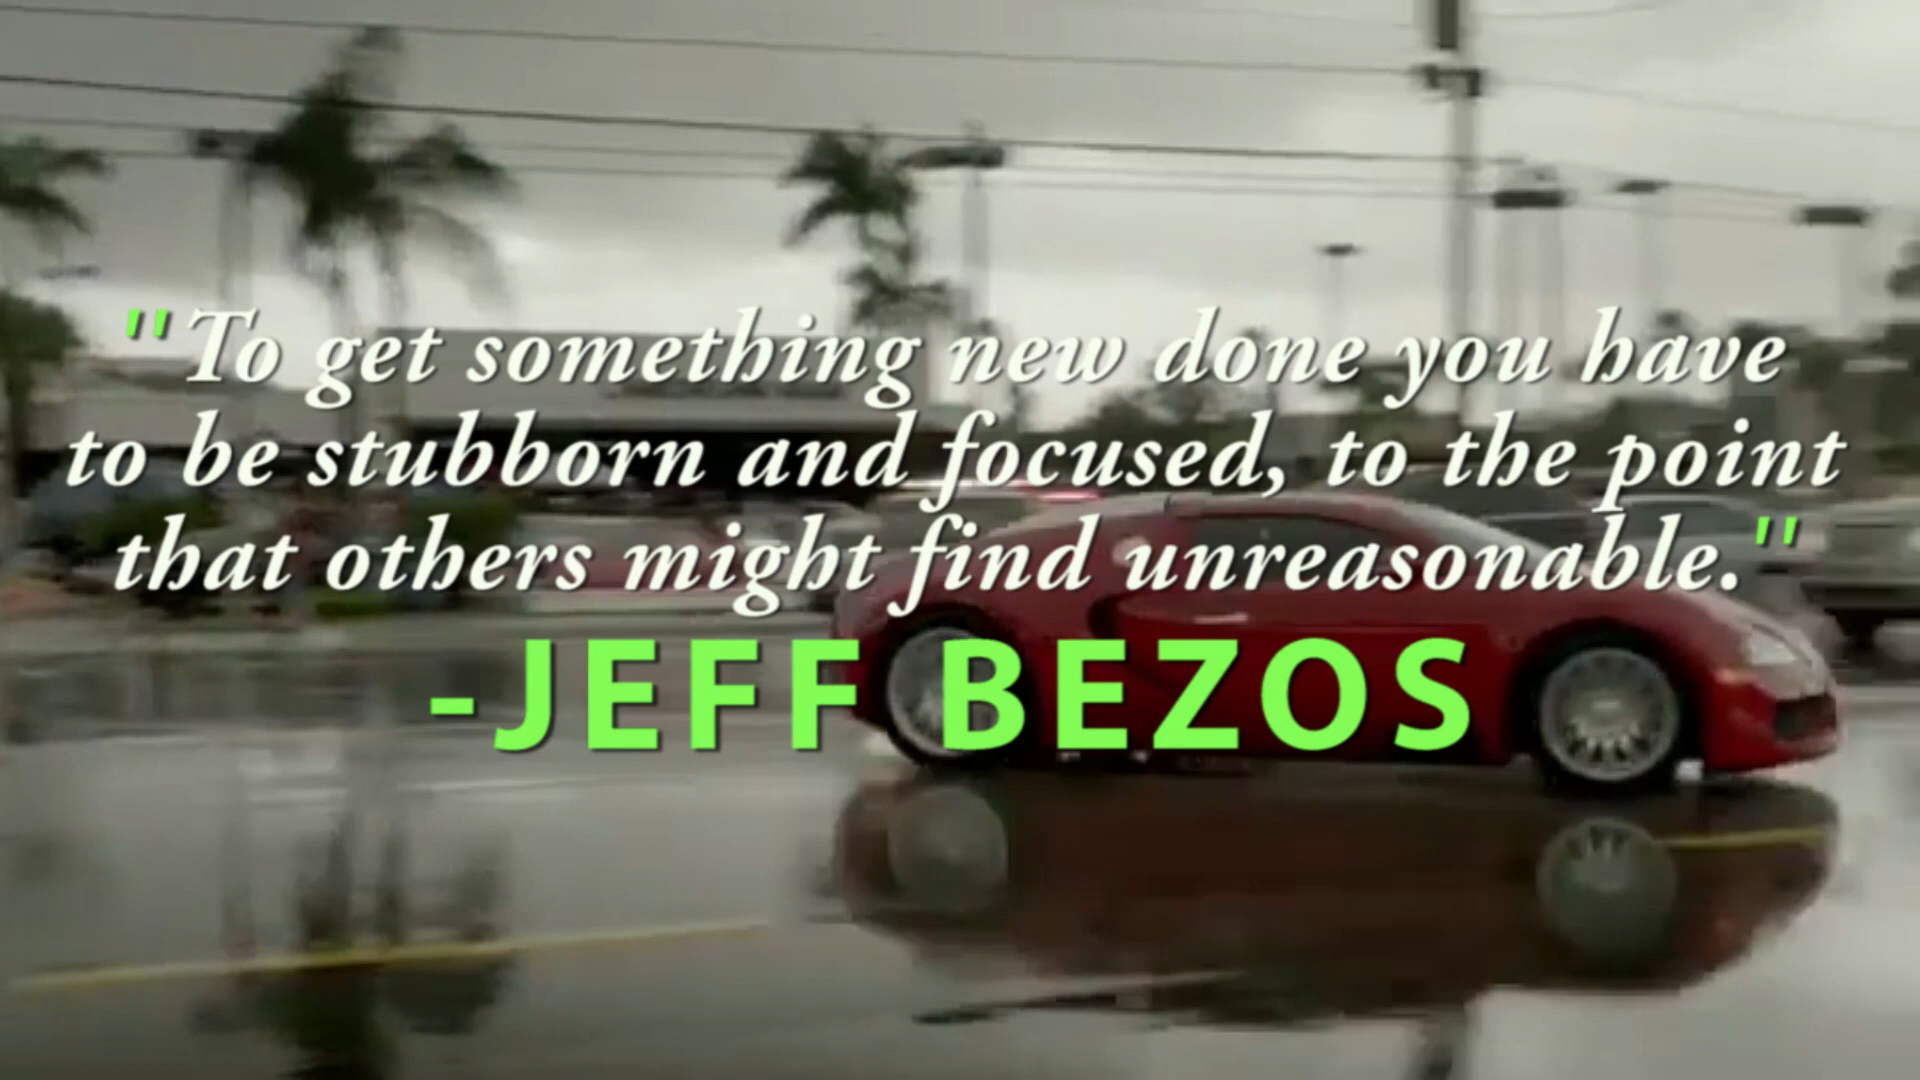 "To get something new done you have
to be stubborn and focused, to the point
that others might find unreasonable."
-JEFF BEZOS